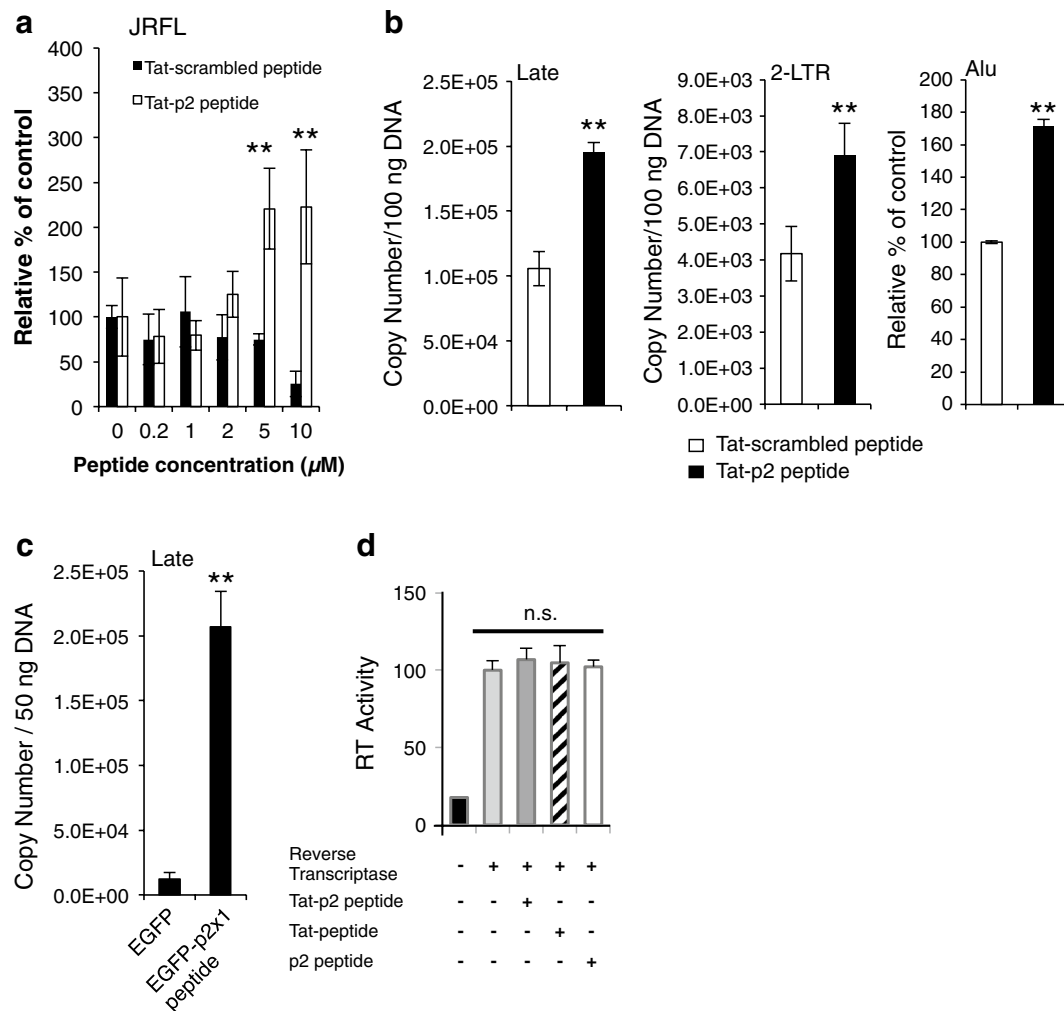 a
JRFL
400
350
300
250
200
150
100
50
0
Relative % of control
Tat-scrambled peptide
Tat-p2 peptide
**
**
0 0.2 1 2 5 10
Peptide concentration (µM)
b
Late
2.5E+05
2.0E+05
1.5E+05
1.0E+05
5.0E+04
0.0E+00
Copy Number/100 ng DNA
**
2-LTR
9.0E+03
8.0E+03
7.0E+03
6.0E+03
5.0E+03
4.0E+03
3.0E+03
2.0E+03
1.0E+03
0.0E+00
Copy Number/100 ng DNA
**
Alu
200
180
160
140
120
100
80
60
40
20
0
Relative % of control
**
Tat-scrambled peptide
Tat-p2 peptide
c
Late
2.5E+05
2.0E+05
1.5E+05
1.0E+05
5.0E+04
0.0E+00
Copy Number / 50 ng DNA
**
EGFP
EGFP-p2x1
peptide
d
150
100
50
0
RT Activity
n.s.
Reverse
Transcriptase - + + + +
Tat-p2 peptide - - + - -
Tat-peptide - - - + -
p2 peptide - - - - +